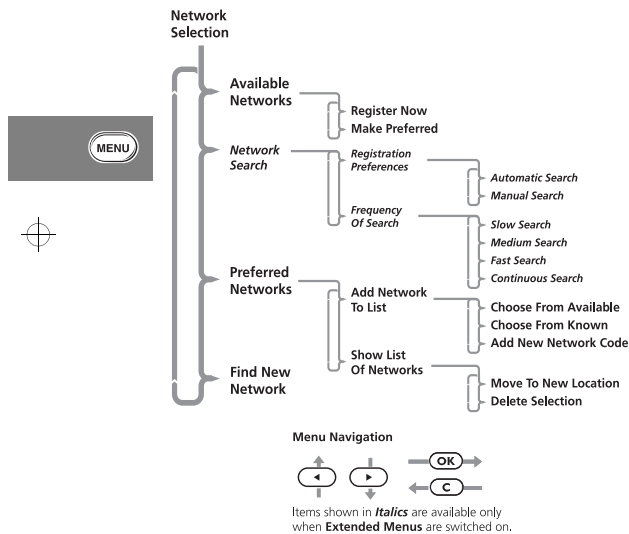 Network
Selection
Available
Networks
Register Now
Make Preferred
MENU
Network
Search
Registration
Preferences
Automatic Search
Manual Search
Frequency
Of Search
Slow Search
Medium Search
Fast Search
Continuous Search
Preferred
Networks
Add Network
To List
Choose From Available
Choose From Known
Add New Network Code
Show List
Of Networks
Move To New Location
Delete Selection
Find New
Network
Menu Navigation
OK
C
Items shown in Italics are available only
when Extended Menus are switched on.